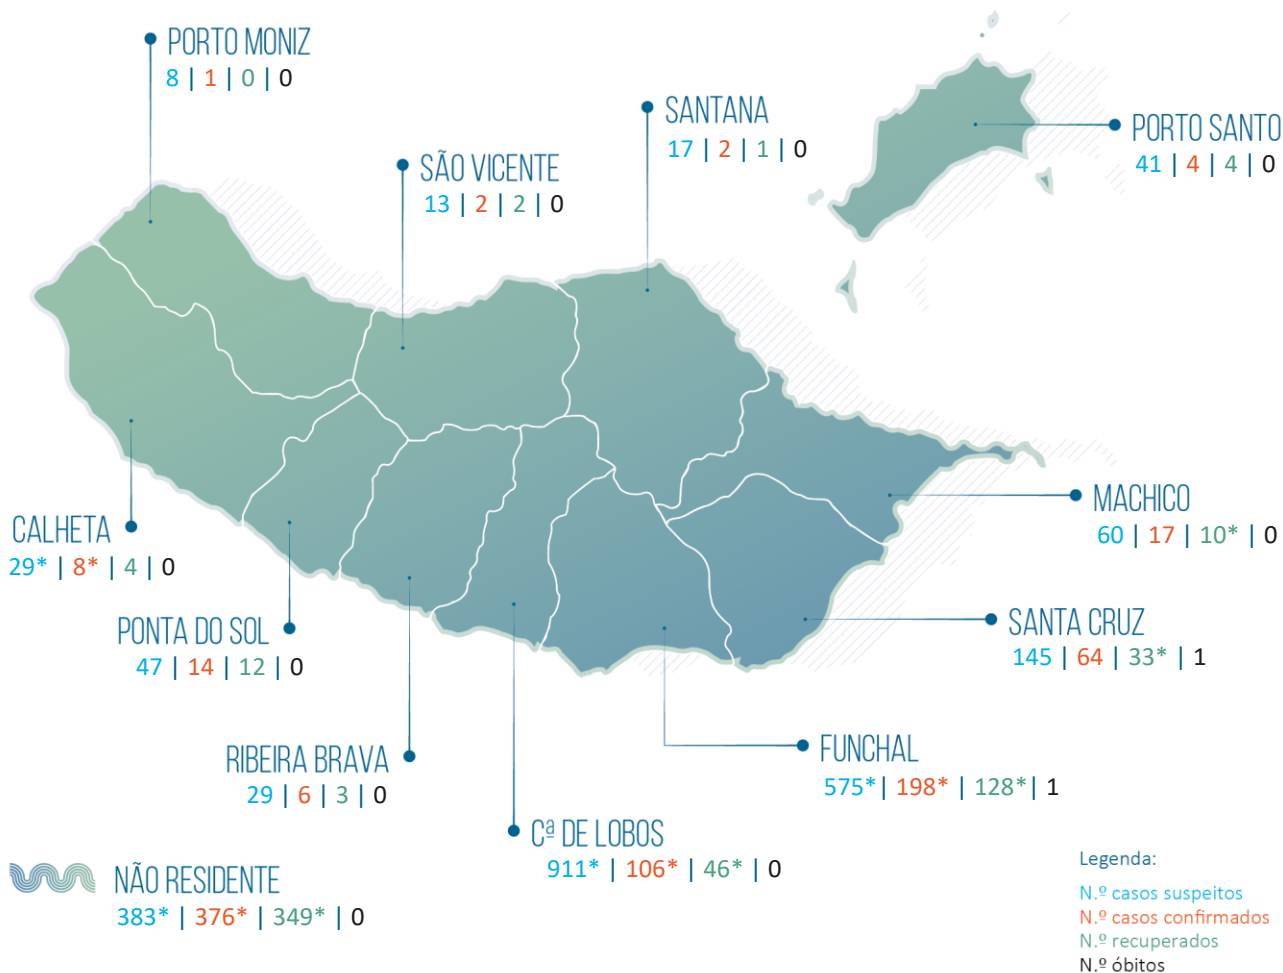 PORTO MONIZ
8 | 1 | 0 | 0
SANTANA
17 | 2 | 1 | 0
PORTO SANTO
41 | 4 | 4 | 0
SÃO VICENTE
13 | 2 | 2 | 0
MACHICO
60 | 17 | 10* | 0
CALHETA
29* | 8* | 4 | 0
SANTA CRUZ
145 | 64 | 33* | 1
PONTA DO SOL
47 | 14 | 12 | 0
FUNCHAL
575* | 198* | 128* | 1
RIBEIRA BRAVA
29 | 6 | 3 | 0
Cª DE LOBOS
911* | 106* | 46* | 0
NÃO RESIDENTE
383* | 376* | 349* | 0
Legenda:
N.º casos suspeitos
N.º casos confirmados
N.º recuperados
N.º óbitos